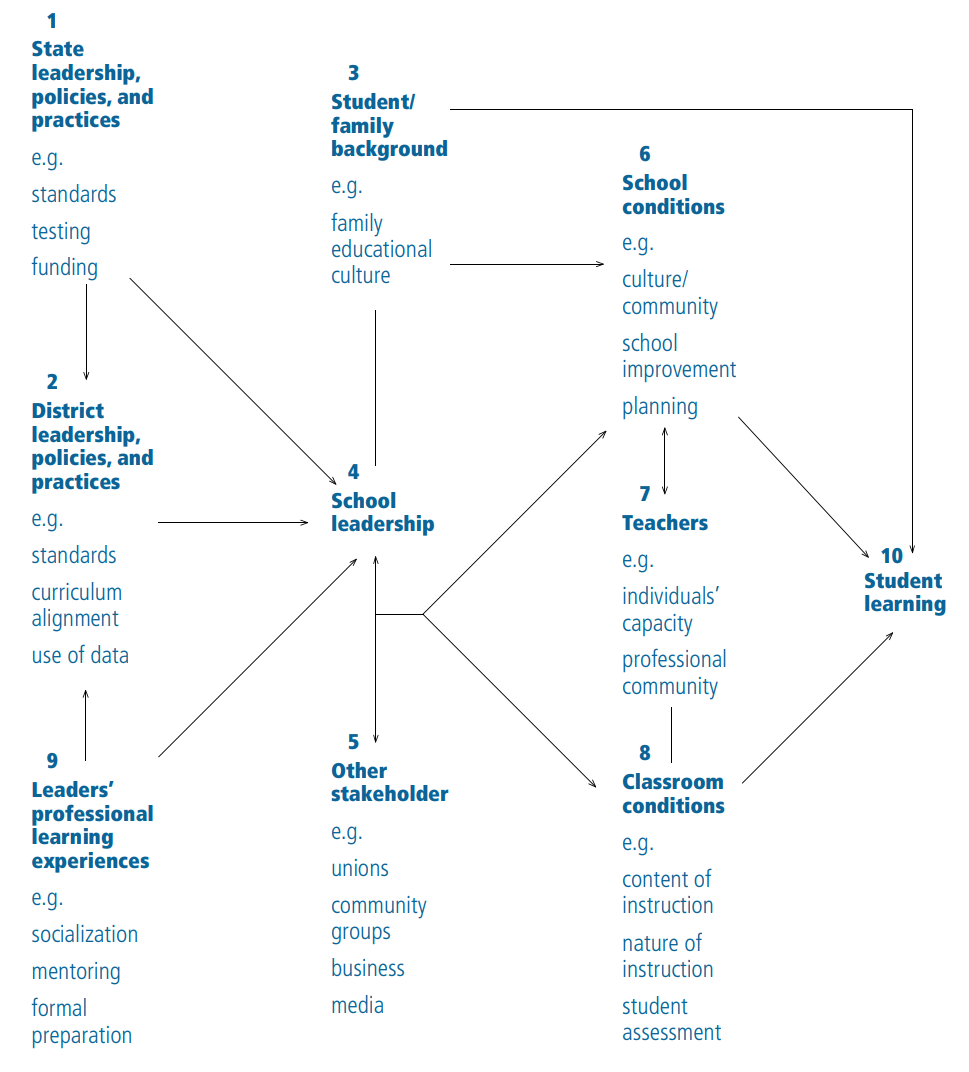 1
State
leadership,
policies, and
practices
e.g.
standards
testing
funding
2
District
leadership,
policies, and
practices
e.g.
standards
curriculum
alignment
use of data
9
Leaders’
professional
learning
experiences
e.g.
socialization
mentoring
formal
preparation
3
Student/
family
background
e.g.
family
educational
culture
4
School
leadership
5
Other
stakeholder
e.g.
unions
community
groups
business
media
6
School
conditions
e.g.
culture/
community
school
improvement
planning
7
Teachers
e.g.
individuals’
capacity
professional
community
8
Classroom
conditions
e.g.
content of
instruction
nature of
instruction
student
assessment
10
Student
learning